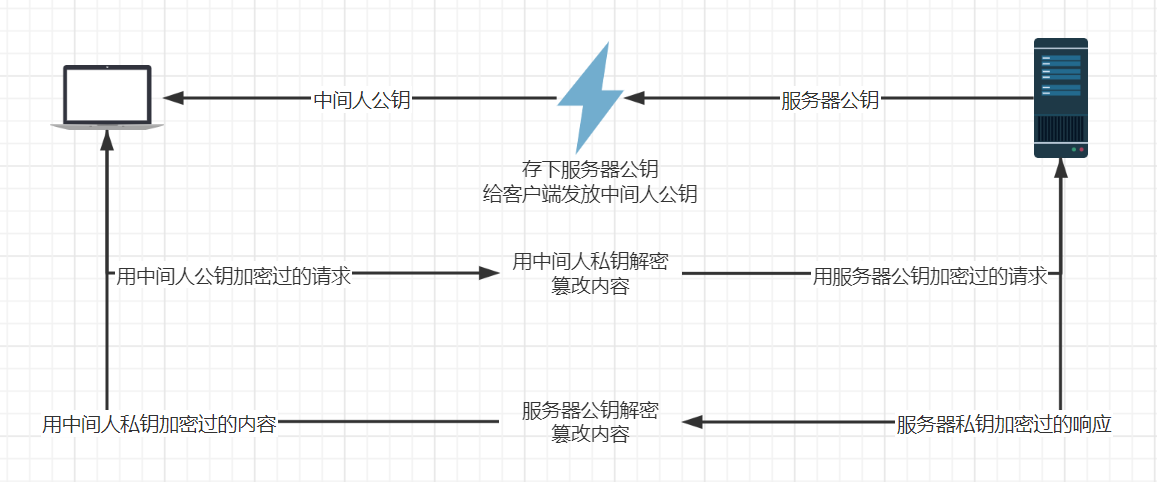 中间人公钥
服务器公钥
存下服务器公钥
给客户端发放中间人公钥
用中间人公钥加密过的请求
用中间人私钥解密
篡改内容
用服务器公钥加密过的请求
用中间人私钥加密过的内容
服务器公钥解密
篡改内容
服务器私钥加密过的响应